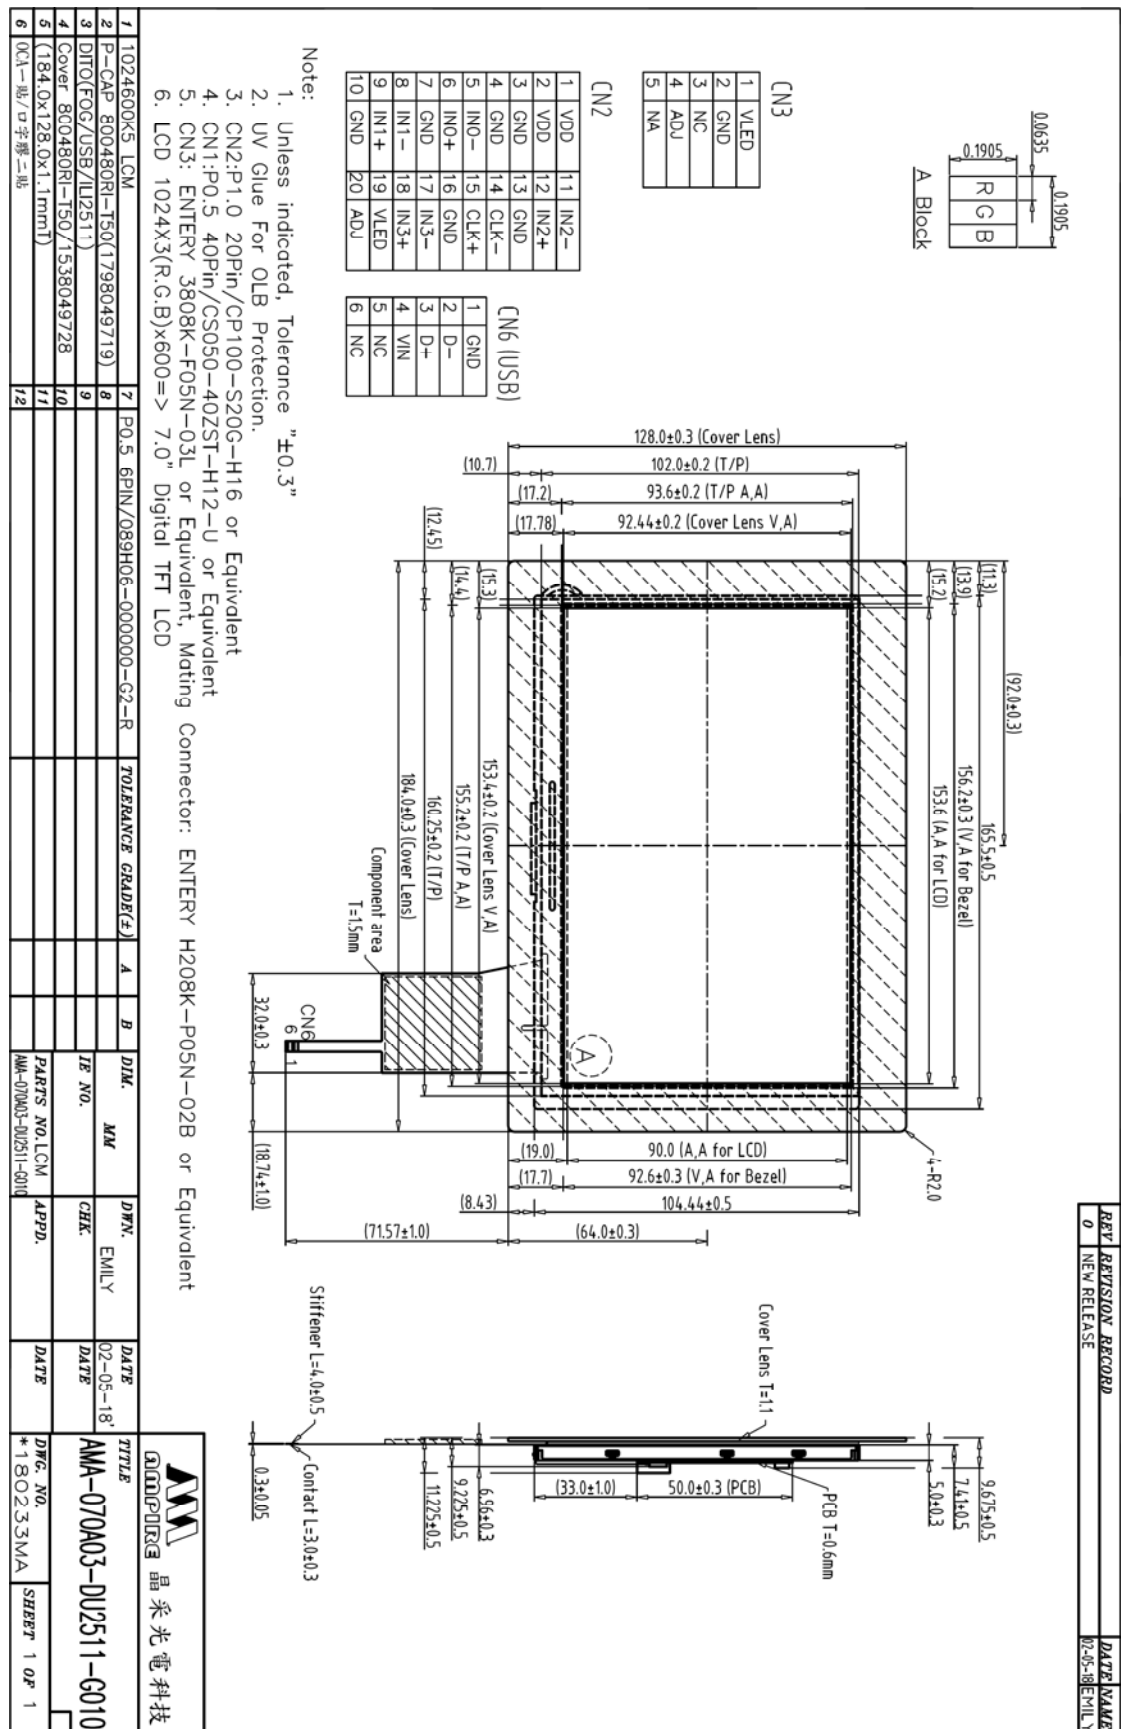 REV REVISION RECORD DATE NAME
0 NEW RELEASE 02-05-18 EMILY
0.0635
0.1905
0.1905
R G B
A Block
CN3
1 VLED
2 GND
3 NC
4 ADJ
5 NA
CN2
1 VDD 11 IN2-
2 VDD 12 IN2+
3 GND 13 GND
4 GND 14 CLK-
5 IN0- 15 CLK+
6 IN0+ 16 GND
7 GND 17 IN3-
8 IN1- 18 IN3+
9 IN1+ 19 VLED
10 GND 20 ADJ
CN6 (USB)
1 GND
2 D-
3 D+
4 VIN
5 NC
6 NC
(92.0±0.3)
165.5±0.5
(11.3)
156.2±0.3 (V,A for Bezel)
(13.9)
153.6 (A,A for LCD)
(15.2)
128.0±0.3 (Cover Lens)
102.0±0.2 (T/P)
(10.7)
93.6±0.2 (T/P A,A)
(17.2)
92.44±0.2 (Cover Lens V,A)
(17.78)
4-R2.0
A
90.0 (A,A for LCD)
(19.0)
92.6±0.3 (V,A for Bezel)
(17.7)
104.44±0.5
(8.43)
(64.0±0.3)
(71.57±1.0)
(15.3)
153.4±0.2 (Cover Lens V,A)
(14.4)
155.2±0.2 (T/P A,A)
(12.45)
160.25±0.2 (T/P)
184.0±0.3 (Cover Lens)
Component area
T=1.5mm
CN6
6 1
32.0±0.3
(18.74±1.0)
9.675±0.5
7.41±0.5
5.0±0.3
Cover Lens T=1.1
PCB T=0.6mm
50.0±0.3 (PCB)
(33.0±1.0)
6.96±0.3
9.225±0.5
11.225±0.5
Stiffener L=4.0±0.5
Contact L=3.0±0.3
0.3±0.05
Note:
1. Unless indicated, Tolerance "±0.3"
2. UV Glue For OLB Protection.
3. CN2:P1.0 20Pin/CP100-S20G-H16 or Equivalent
4. CN1:P0.5 40Pin/CS050-40ZST-H12-U or Equivalent
5. CN3: ENTERY 3808K-F05N-03L or Equivalent, Mating Connector: ENTERY H208K-P05N-02B or Equivalent
6. LCD 1024X3(R.G.B)x600=> 7.0" Digital TFT LCD
1 1024600K5 LCM
2 P-CAP 800480RI-T50(1798049719)
3 DITO(FOG/USB/ILI2511)
4 Cover 800480RI-T50/1538049728
5 (184.0x128.0x1.1mmT)
6 OCA一貼/口字膠二貼
7 P0.5 6PIN/089H06-000000-G2-R
8
9
10
11
12
TOLERANCE GRADE(±) A B
DIM. MM
IE NO.
PARTS NO. LCM
AMA-070A03-DU2511-G010
DWN. EMILY
CHK.
APPD.
DATE 02-05-18'
DATE
DATE
AMPIRE 晶采光電科技
TITLE
AMA-070A03-DU2511-G010
DWG. NO.
*180233MA
SHEET 1 OF 1